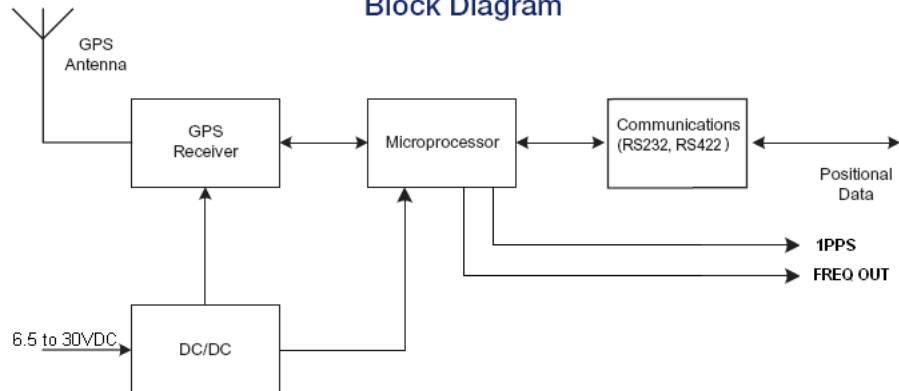 Block Diagram
GPS
Antenna
GPS
Receiver
Microprocessor
Communications
(RS232, RS422 )
Positional
Data
1PPS
FREQ OUT
6.5 to 30VDC
DC/DC